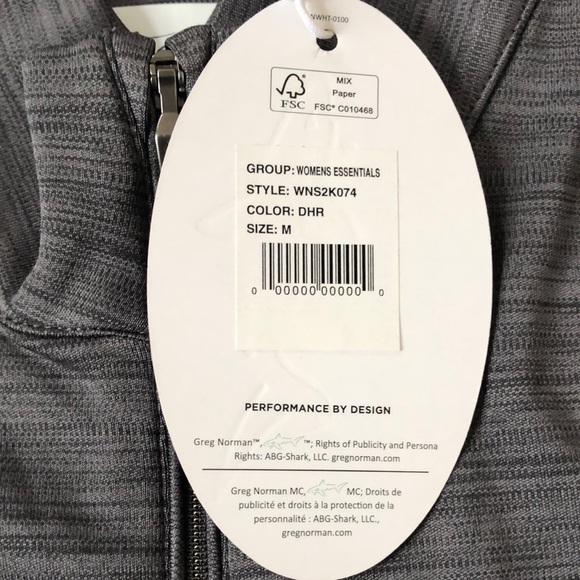 NWHT-0100
FSC
MIX
Paper
FSC® C010468
GROUP: WOMENS ESSENTIALS
STYLE: WNS2K074
COLOR: DHR
SIZE: M
0 00000 00000 0
PERFORMANCE BY DESIGN
Greg Norman™, ™; Rights of Publicity and Persona
Rights: ABG-Shark, LLC. gregnorman.com
Greg Norman MC, MC; Droits de
publicité et droits à la protection de la
personnalité : ABG-Shark, LLC.,
gregnorman.com